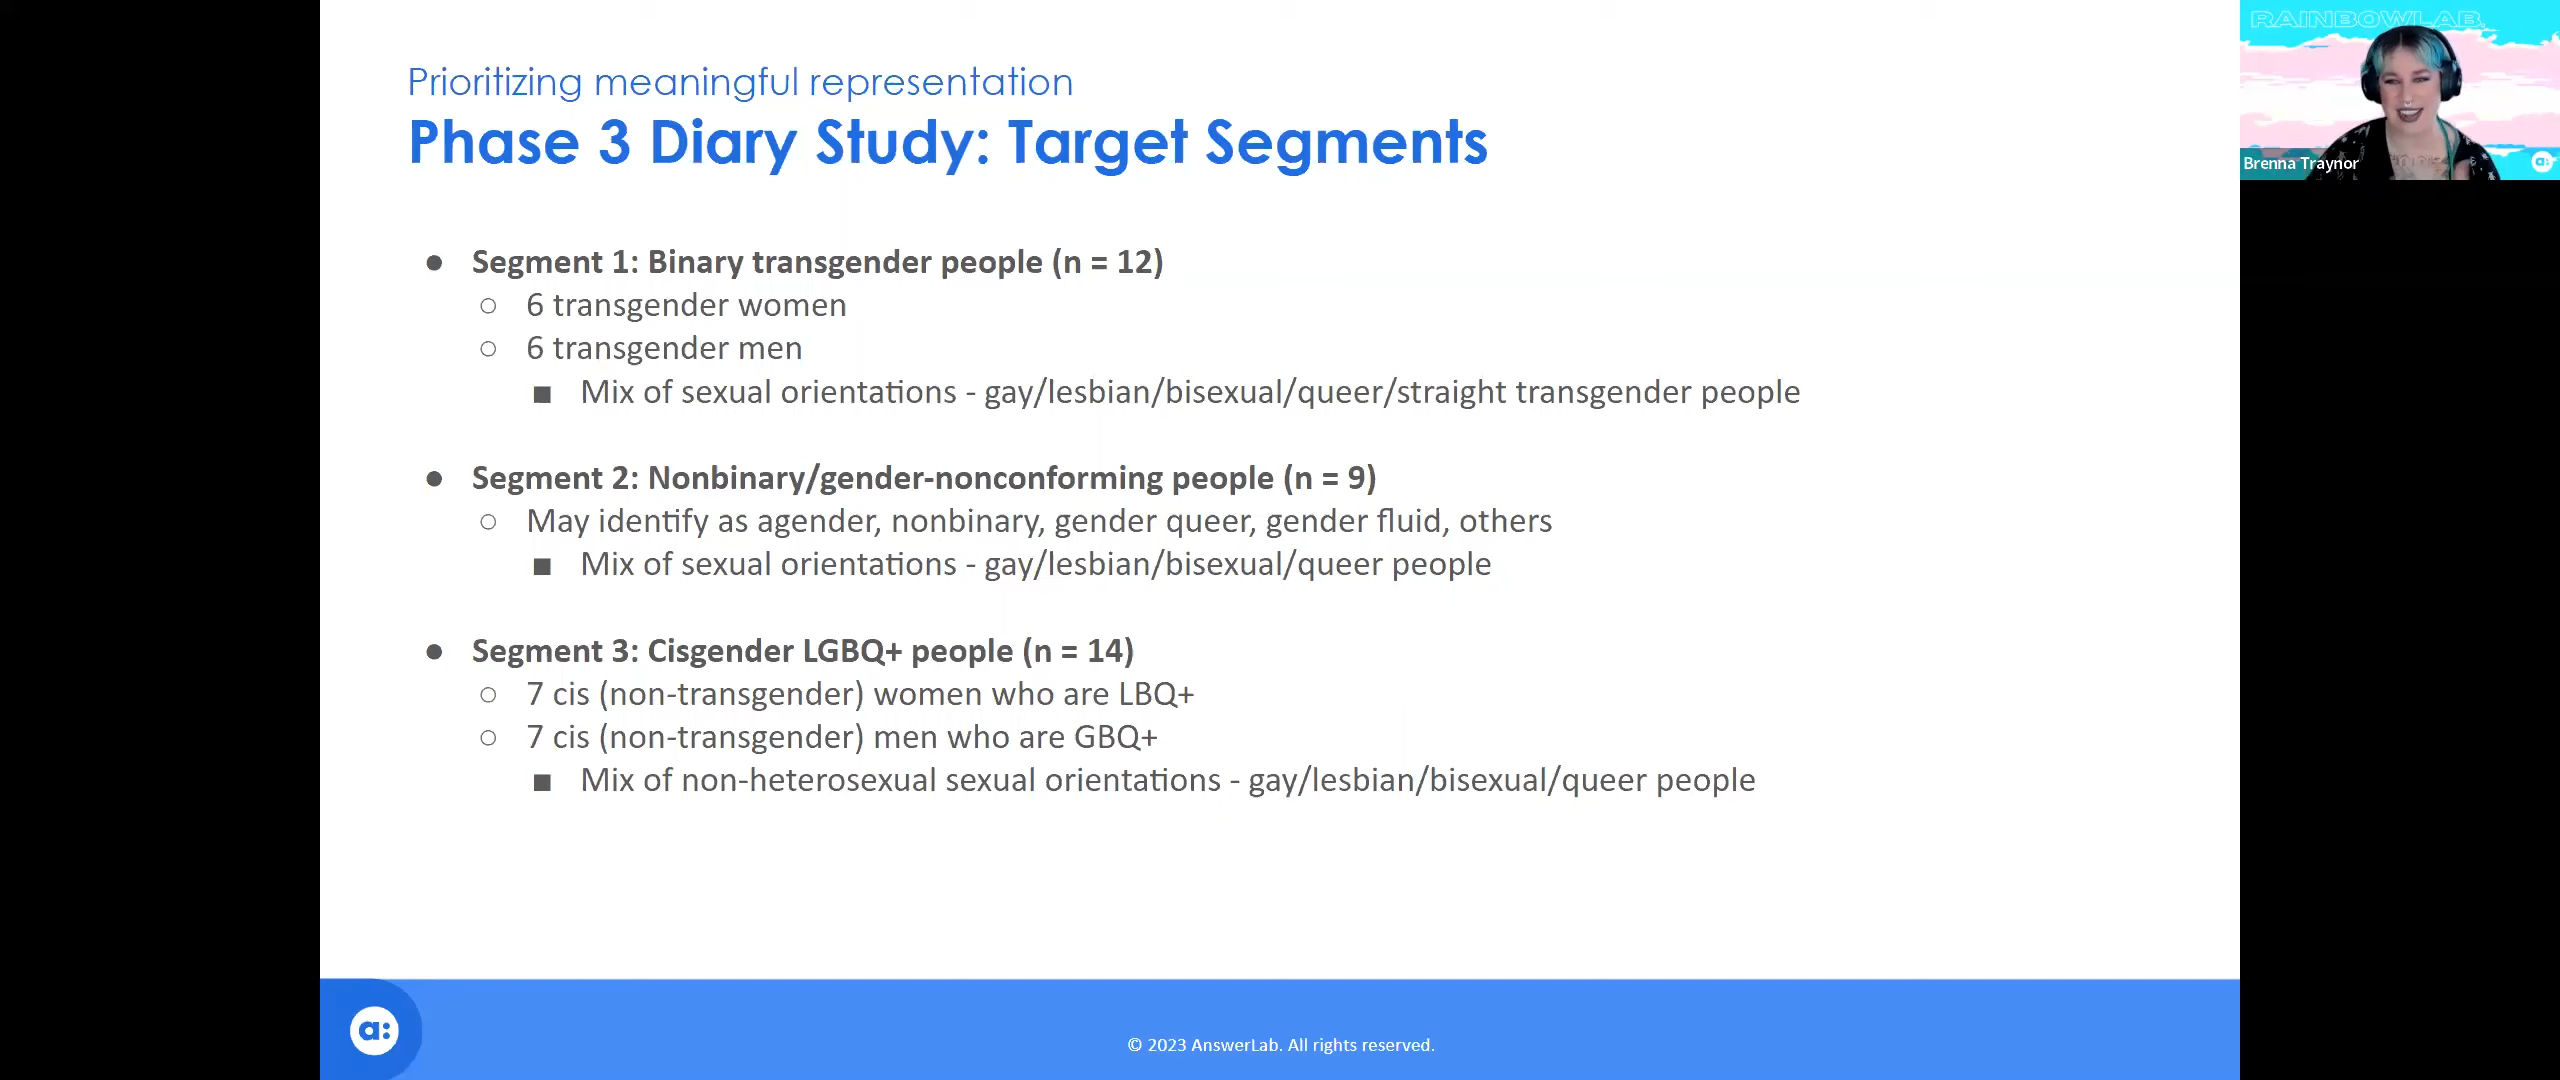 Prioritizing meaningful representation
Phase 3 Diary Study: Target Segments
● Segment 1: Binary transgender people (n = 12)
○ 6 transgender women
○ 6 transgender men
■ Mix of sexual orientations - gay/lesbian/bisexual/queer/straight transgender people
● Segment 2: Nonbinary/gender-nonconforming people (n = 9)
○ May identify as agender, nonbinary, gender queer, gender fluid, others
■ Mix of sexual orientations - gay/lesbian/bisexual/queer people
● Segment 3: Cisgender LGBQ+ people (n = 14)
○ 7 cis (non-transgender) women who are LBQ+
○ 7 cis (non-transgender) men who are GBQ+
■ Mix of non-heterosexual sexual orientations - gay/lesbian/bisexual/queer people
a:
© 2023 AnswerLab. All rights reserved.
RAINBOWLAB
Brenna Traynor
a: